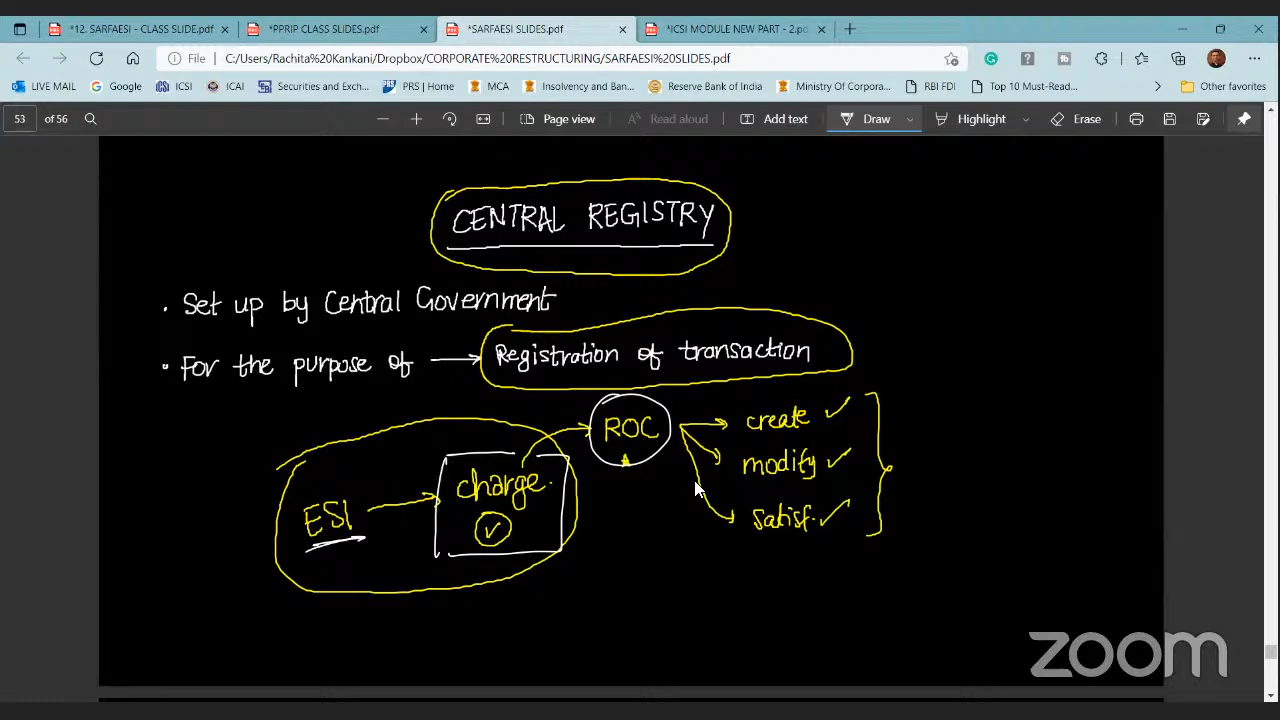 *12. SARFAESI - CLASS SLIDE.pdf
*PPRIP CLASS SLIDES.pdf
*SARFAESI SLIDES.pdf
*ICSI MODULE NEW PART - 2.pd
File
C:/Users/Rachita%20Kankani/Dropbox/CORPORATE%20RESTRUCTURING/SARFAESI%20SLIDES.pdf
LIVE MAIL
Google
ICSI
ICAI
Securities and Exch...
PRS | Home
MCA
Insolvency and Ban...
Reserve Bank of India
Ministry Of Corpora...
RBI FDI
Top 10 Must-Read...
Other favorites
53 of 56
Page view
Read aloud
Add text
Draw
Highlight
Erase
CENTRAL REGISTRY
. Set up by Central Government
. For the purpose of → Registration of transaction
ROC
create ✓
modify ✓
satisf. ✓
charge.
✓
ESI
zoom